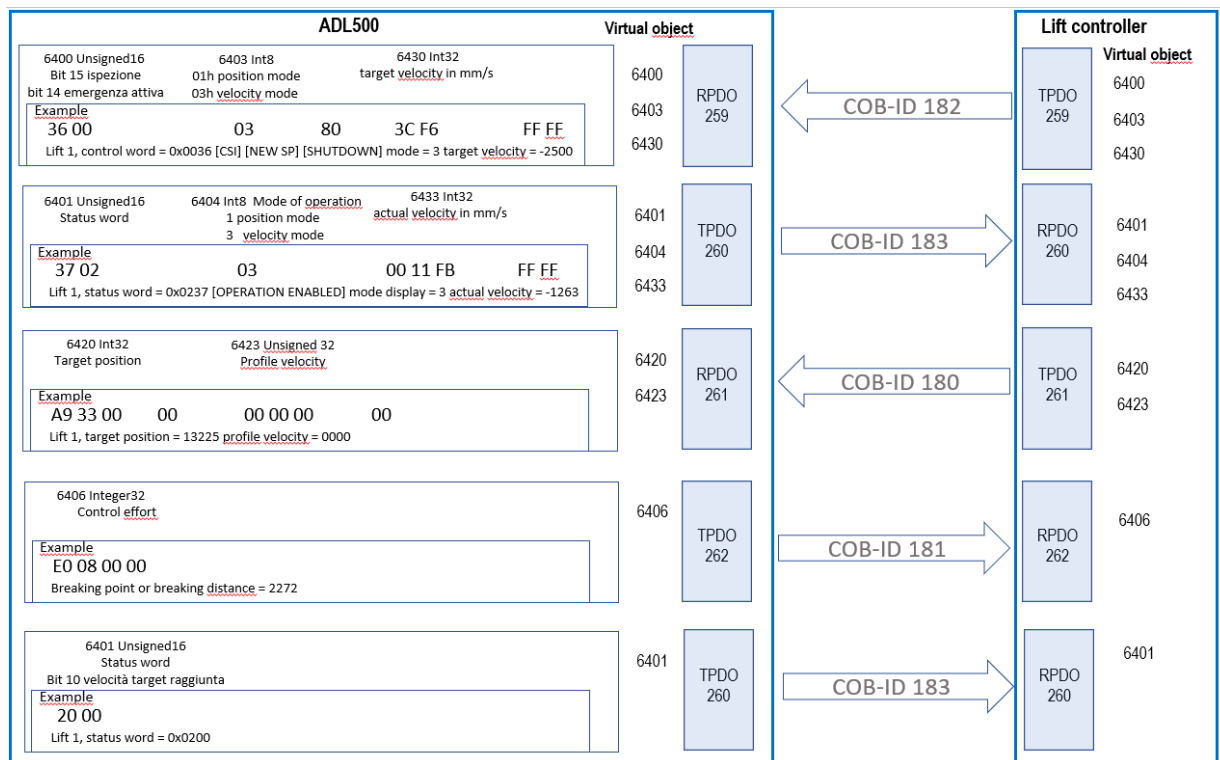 ADL500
Virtual object
Lift controller
Virtual object
6400 Unsigned16
Bit 15 ispezione
bit 14 emergenza attiva
6403 Int8
01h position mode
03h velocity mode
6430 Int32
target velocity in mm/s
Example
36 00 03 80 3C F6 FF FF
Lift 1, control word = 0x0036 [CSI] [NEW SP] [SHUTDOWN] mode = 3 target velocity = -2500
6400
6403
6430
RPDO
259
COB-ID 182
TPDO
259
6400
6403
6430
6401 Unsigned16
Status word
6404 Int8 Mode of operation
1 position mode
3 velocity mode
6433 Int32
actual velocity in mm/s
Example
37 02 03 00 11 FB FF FF
Lift 1, status word = 0x0237 [OPERATION ENABLED] mode display = 3 actual velocity = -1263
6401
6404
6433
TPDO
260
COB-ID 183
RPDO
260
6401
6404
6433
6420 Int32
Target position
6423 Unsigned 32
Profile velocity
Example
A9 33 00 00 00 00 00 00
Lift 1, target position = 13225 profile velocity = 0000
6420
6423
RPDO
261
COB-ID 180
TPDO
261
6420
6423
6406 Integer32
Control effort
Example
E0 08 00 00
Breaking point or breaking distance = 2272
6406
TPDO
262
COB-ID 181
RPDO
262
6406
6401 Unsigned16
Status word
Bit 10 velocità target raggiunta
Example
20 00
Lift 1, status word = 0x0200
6401
TPDO
260
COB-ID 183
RPDO
260
6401